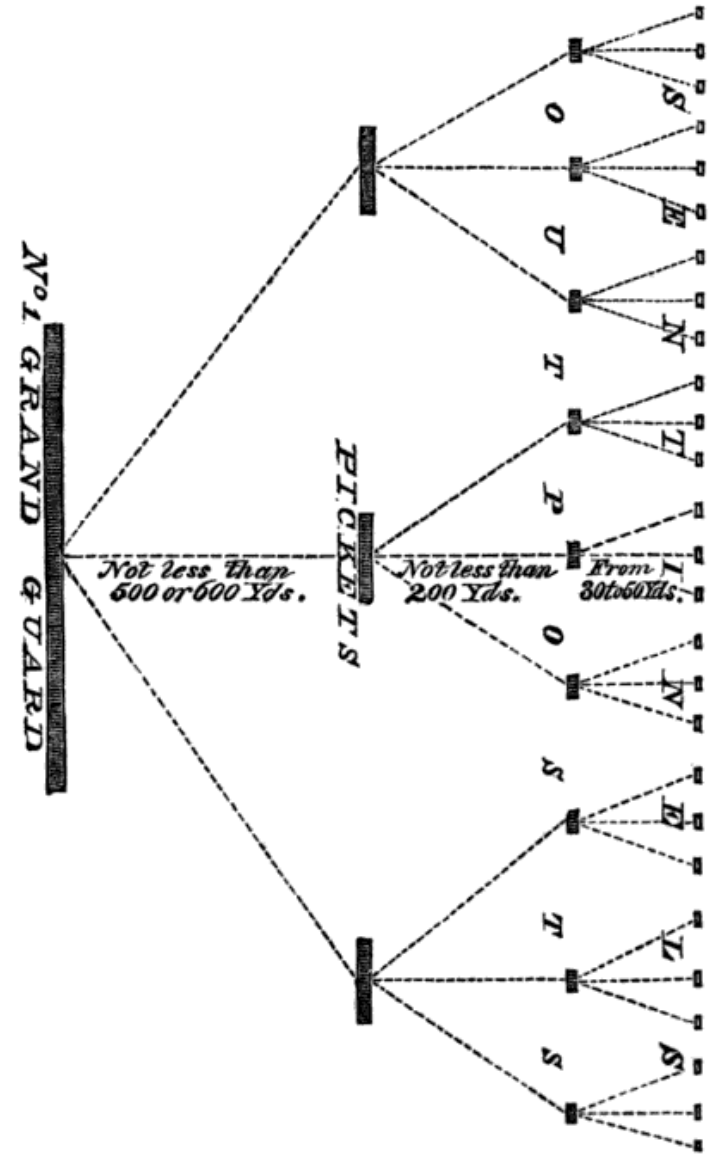 No 1 GRAND GUARD
PICKETS
OUTPOSTS
SENTINELS
Not less than
500 or 600 Yds.
Not less than
200 Yds.
From
30 to 50 Yds.